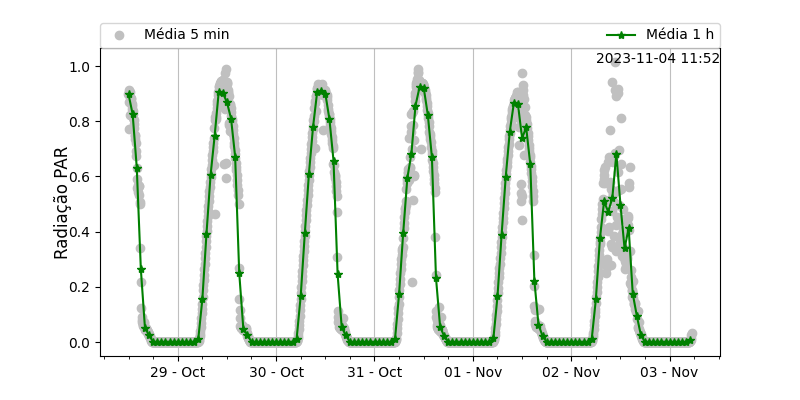 Média 5 min
Média 1 h
2023-11-04 11:52
Radiação PAR
1.0
0.8
0.6
0.4
0.2
0.0
29 - Oct
30 - Oct
31 - Oct
01 - Nov
02 - Nov
03 - Nov